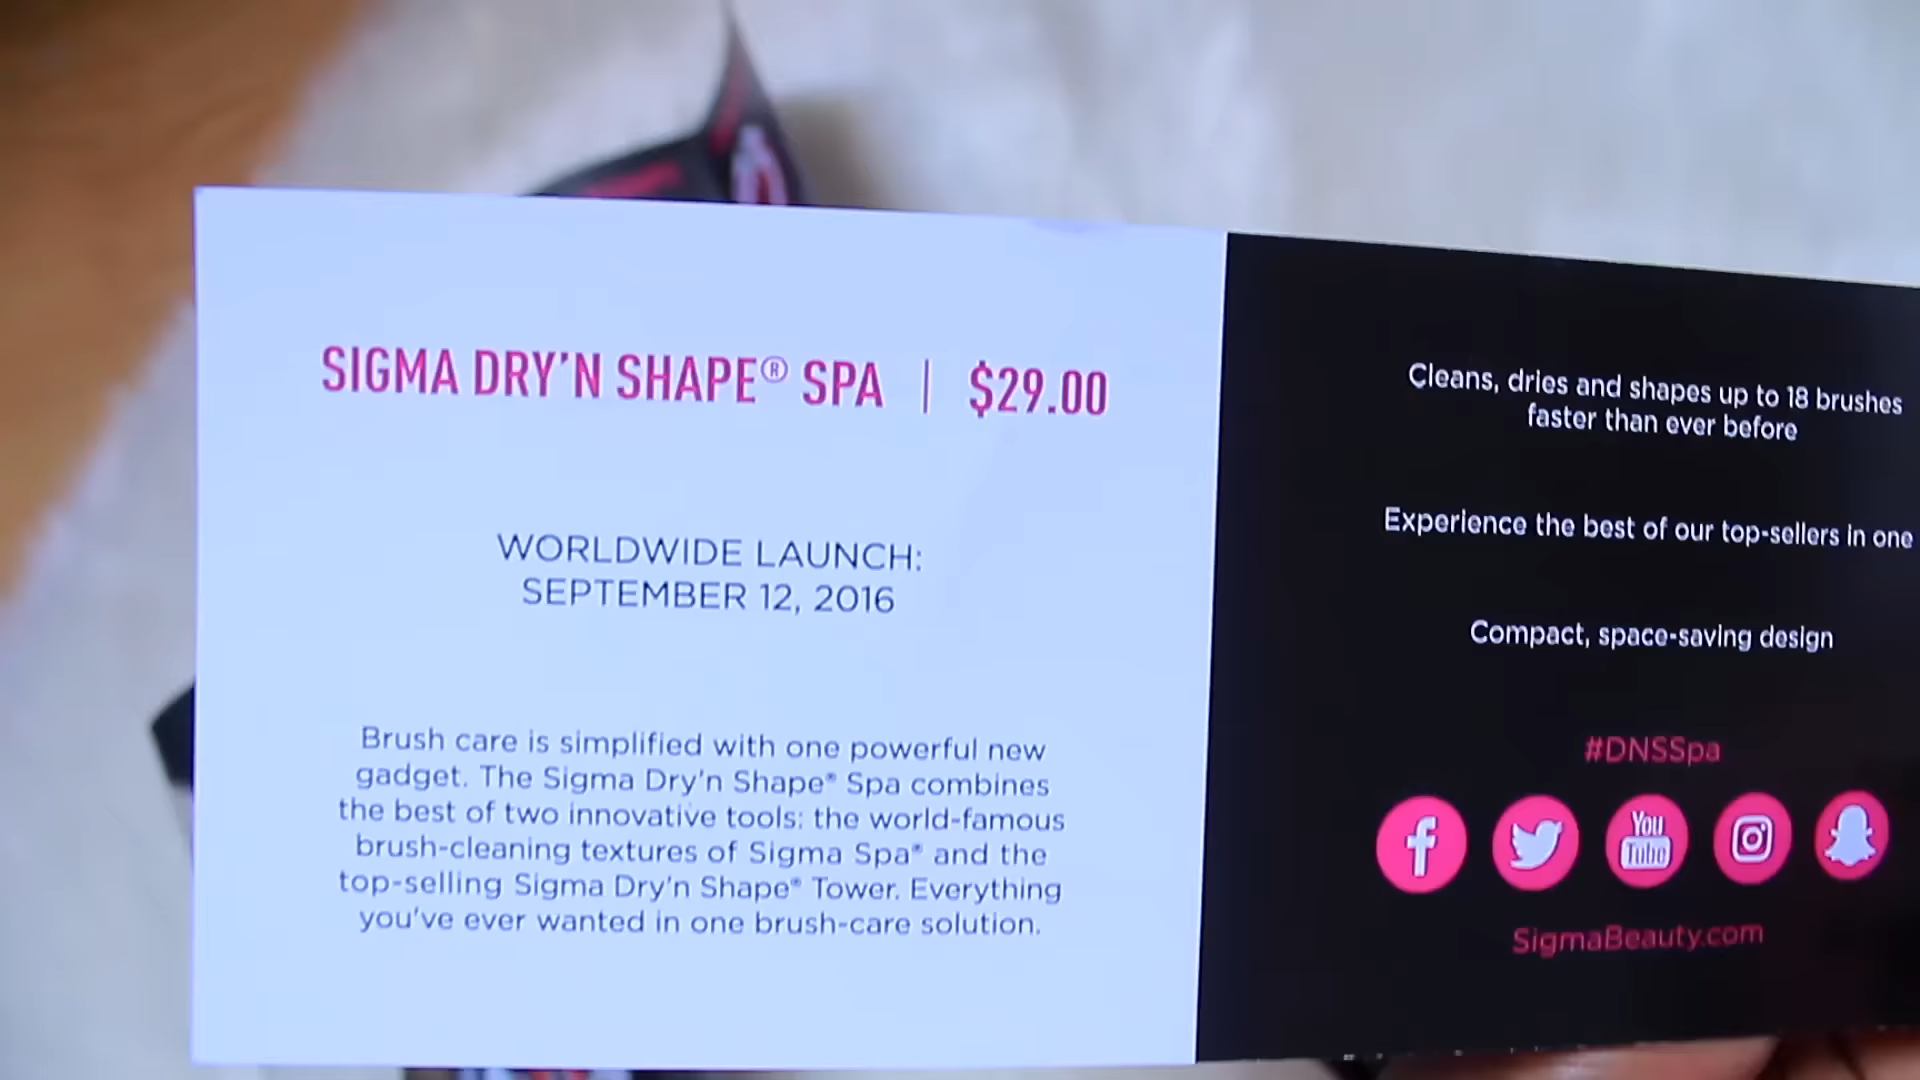 SIGMA DRY'N SHAPE® SPA | $29.00
WORLDWIDE LAUNCH:
SEPTEMBER 12, 2016
Brush care is simplified with one powerful new
gadget. The Sigma Dry'n Shape® Spa combines
the best of two innovative tools: the world-famous
brush-cleaning textures of Sigma Spa® and the
top-selling Sigma Dry'n Shape® Tower. Everything
you've ever wanted in one brush-care solution.
Cleans, dries and shapes up to 18 brushes
faster than ever before
Experience the best of our top-sellers in one
Compact, space-saving design
#DNSSpa
You
Tube
SigmaBeauty.com